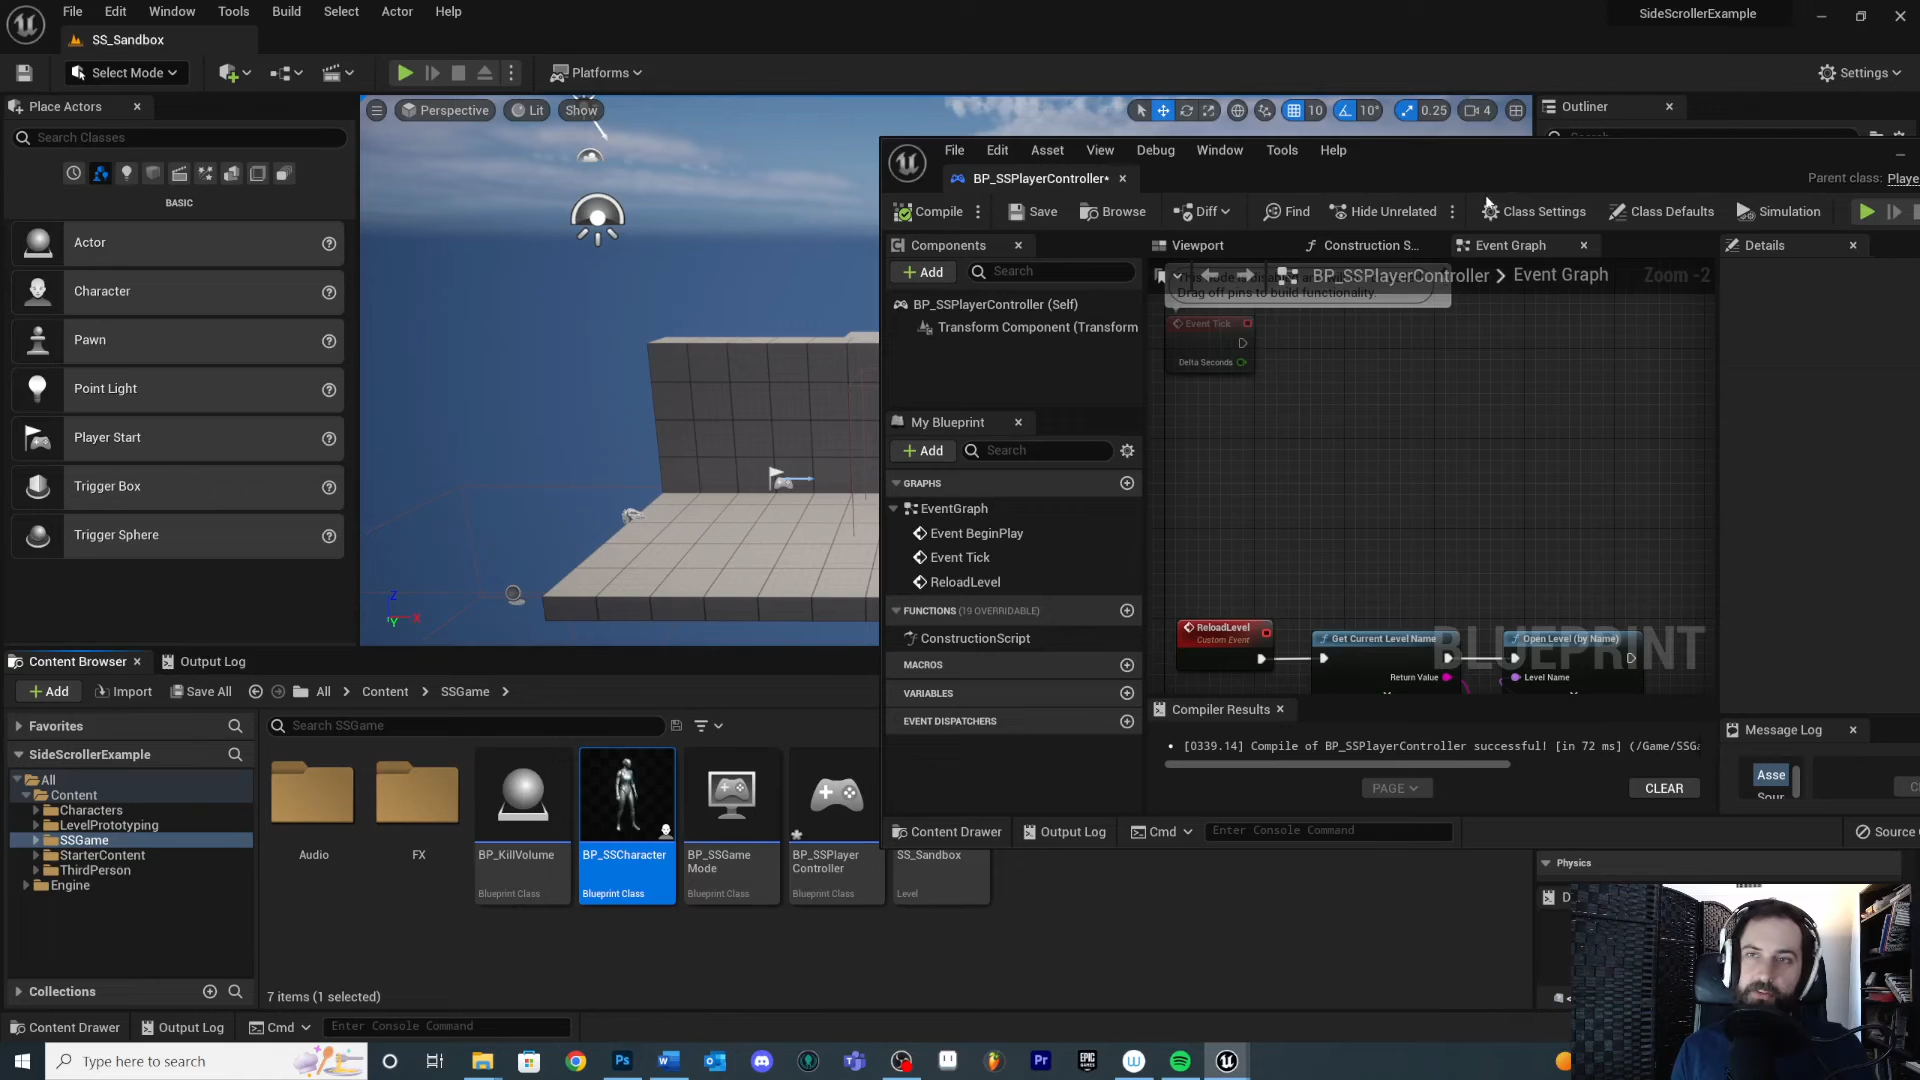 File Edit Window Tools Build Select Actor Help
SideScrollerExample
SS_Sandbox
Select Mode
Platforms
Settings
Place Actors
Search Classes
BASIC
Actor
Character
Pawn
Point Light
Player Start
Trigger Box
Trigger Sphere
Perspective Lit Show
10 10° 0.25 4
Outliner
Z
X
Y
File Edit Asset View Debug Window Tools Help
BP_SSPlayerController*
Parent class: Playe
Compile Save Browse Diff Find Hide Unrelated Class Settings Class Defaults Simulation
Components
Add Search
BP_SSPlayerController (Self)
Transform Component (Transform
Viewport Construction S... Event Graph
BP_SSPlayerController > Event Graph Zoom -2
Drag off pins to build functionality.
Event Tick
Delta Seconds
Details
My Blueprint
Add Search
GRAPHS
EventGraph
Event BeginPlay
Event Tick
ReloadLevel
FUNCTIONS (19 OVERRIDABLE)
ConstructionScript
MACROS
VARIABLES
EVENT DISPATCHERS
ReloadLevel
Custom Event
Get Current Level Name
Return Value
Open Level (by Name)
Level Name
BLUEPRINT
Compiler Results
[0339.14] Compile of BP_SSPlayerController successful! [in 72 ms] (/Game/SSGa
PAGE
CLEAR
Message Log
Asse
Content Drawer Output Log Cmd Enter Console Command
Source
Content Browser Output Log
Add Import Save All All Content SSGame
Favorites
Search SSGame
SideScrollerExample
All
Content
Characters
LevelPrototyping
SSGame
StarterContent
ThirdPerson
Engine
Collections
Audio
FX
BP_KillVolume
Blueprint Class
BP_SSCharacter
Blueprint Class
BP_SSGame
Mode
Blueprint Class
BP_SSPlayer
Controller
Blueprint Class
SS_Sandbox
Level
7 items (1 selected)
Physics
Content Drawer Output Log Cmd Enter Console Command
Type here to search